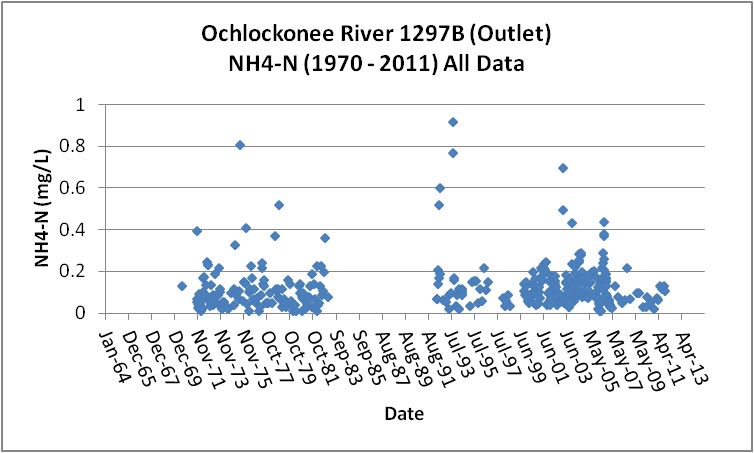 Ochlockonee River 1297B (Outlet)
NH4-N (1970 - 2011) All Data
NH4-N (mg/L)
1
0.8
0.6
0.4
0.2
0
Jan-64
Dec-65
Dec-67
Dec-69
Nov-71
Nov-73
Nov-75
Oct-77
Oct-79
Oct-81
Sep-83
Sep-85
Aug-87
Aug-89
Aug-91
Jul-93
Jul-95
Jul-97
Jun-99
Jun-01
Jun-03
May-05
May-07
May-09
Apr-11
Apr-13
Date